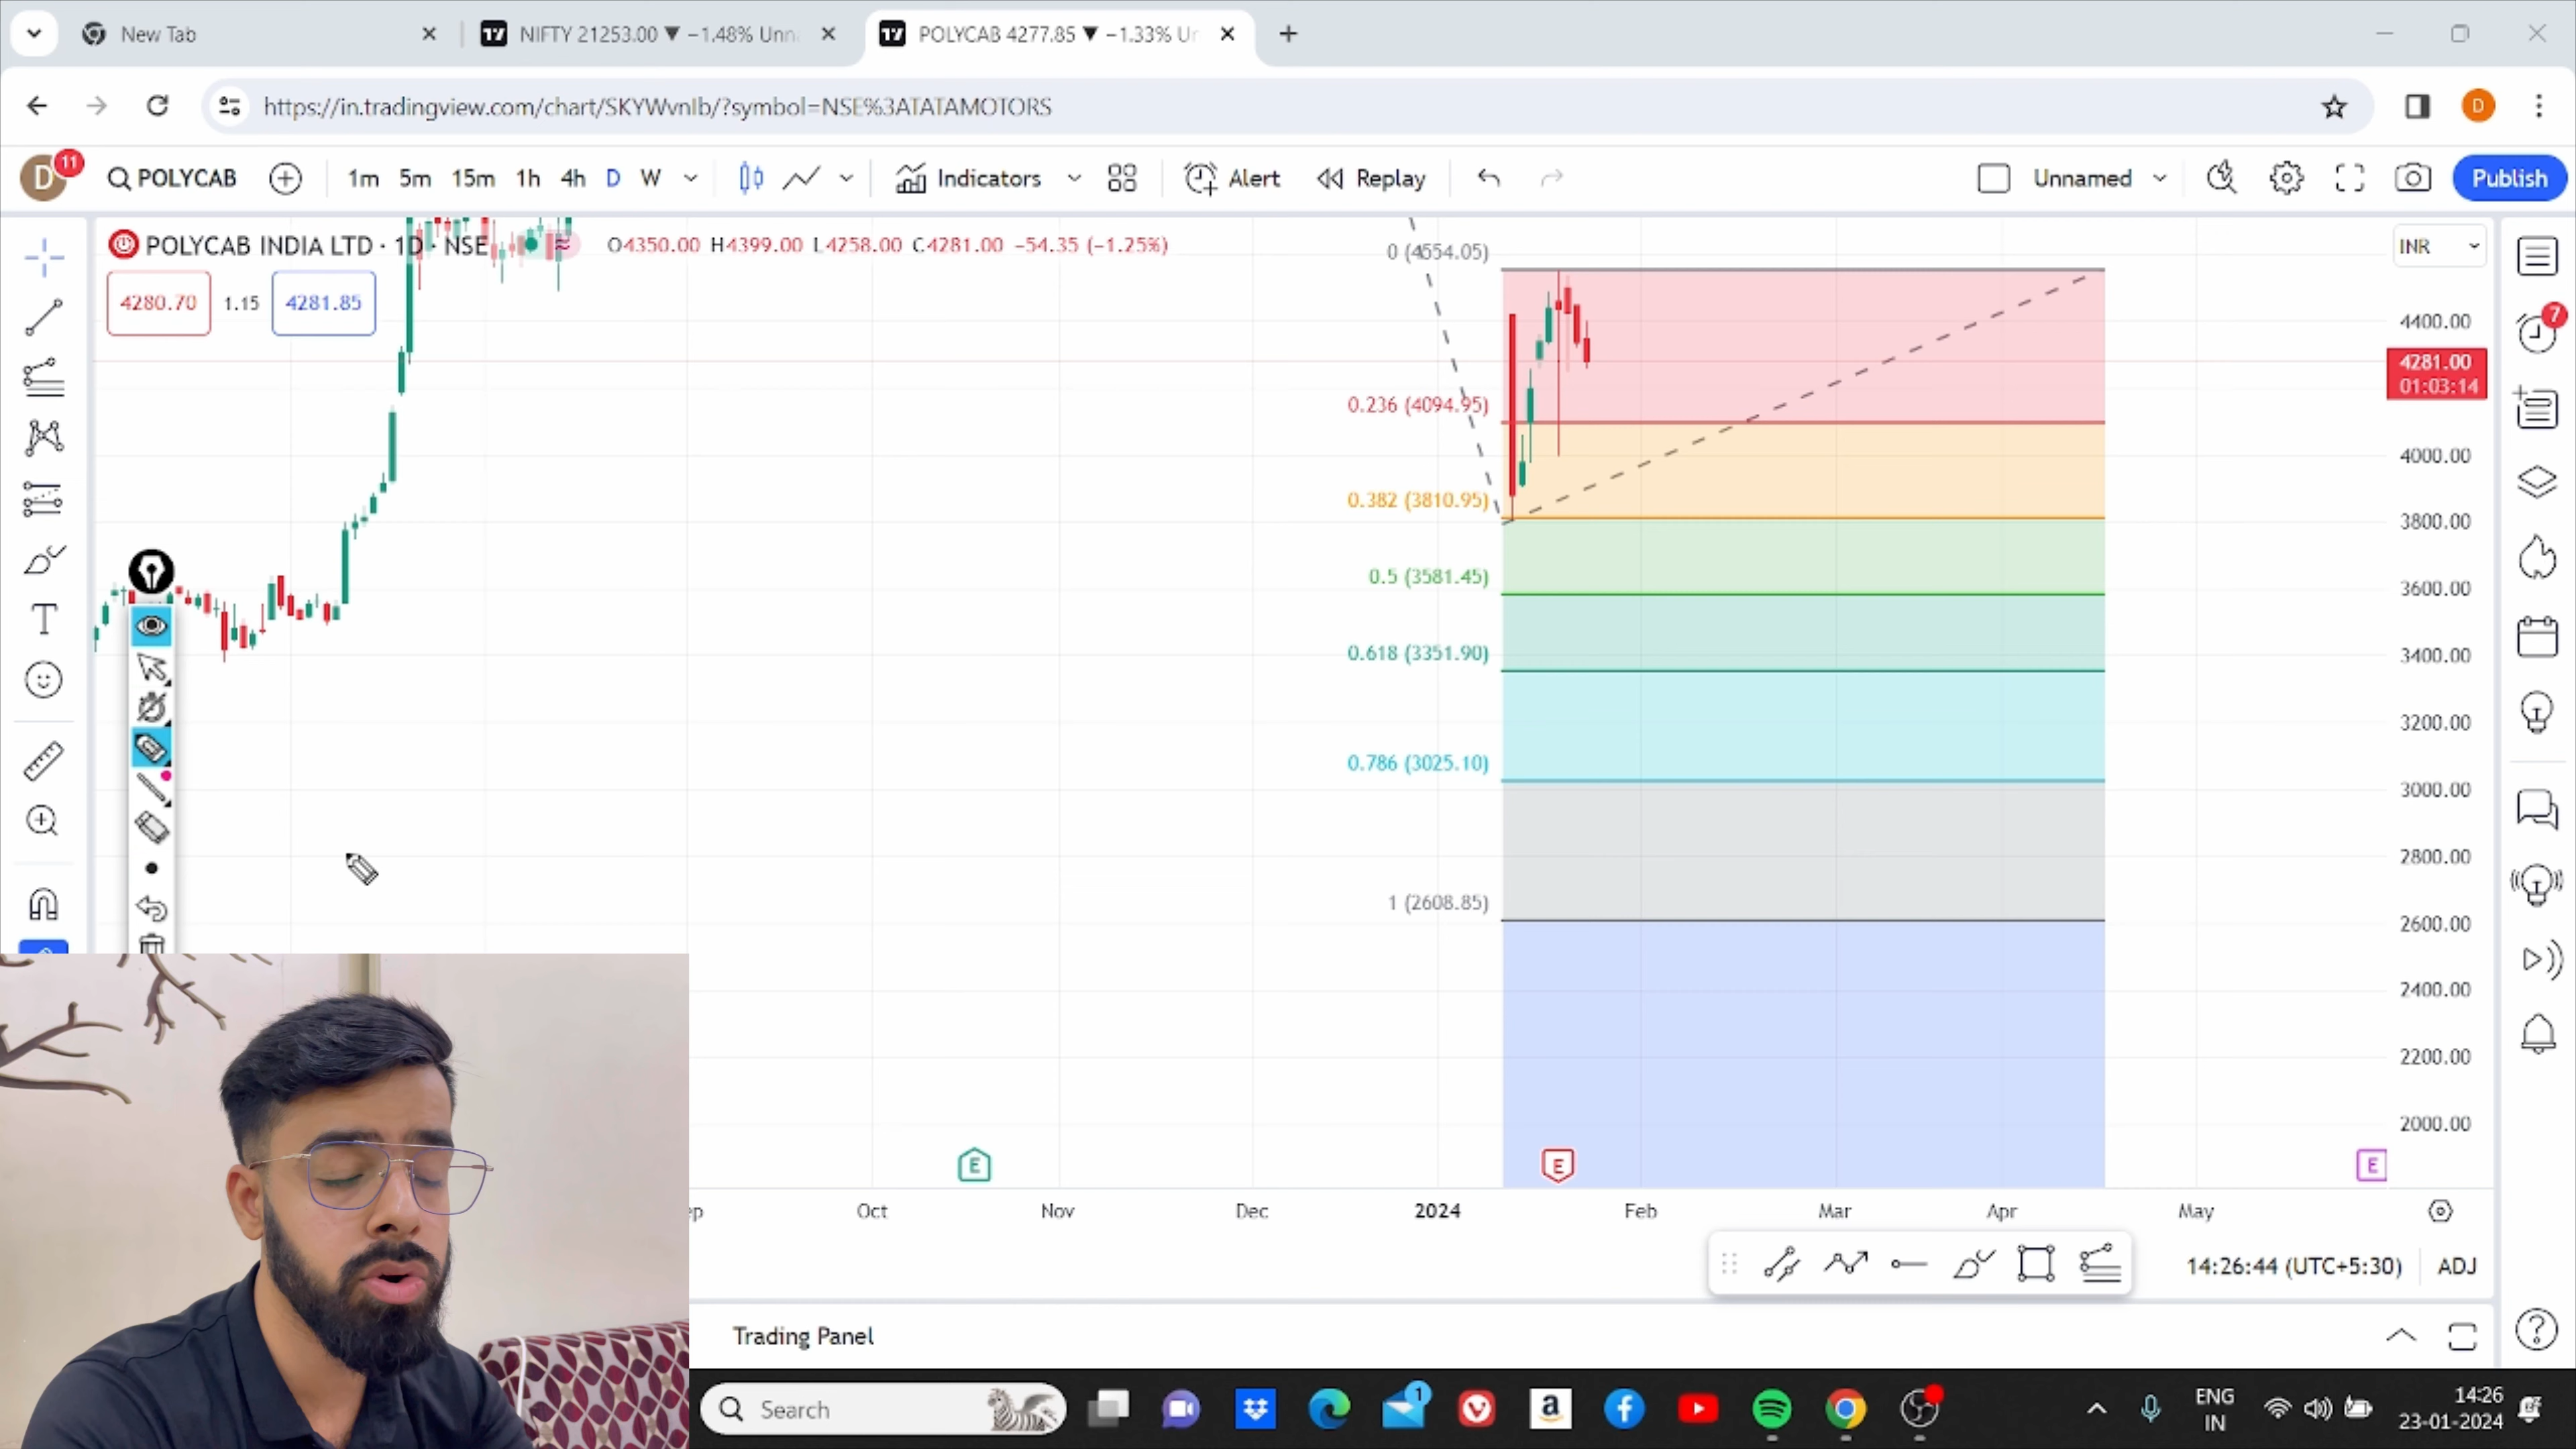 New Tab
NIFTY 21253.00 ▼ −1.48% Unn
POLYCAB 4277.85 ▼ −1.33% Ur
https://in.tradingview.com/chart/SKYWvnIb/?symbol=NSE%3ATATAMOTORS
D 11 POLYCAB 1m 5m 15m 1h 4h D W Indicators Alert Replay Unnamed Publish
D
POLYCAB INDIA LTD · 1D · NSE O4350.00 H4399.00 L4258.00 C4281.00 −54.35 (−1.25%)
4280.70 1.15 4281.85
INR
0 (4554.05)
0.236 (4094.95)
0.382 (3810.95)
0.5 (3581.45)
0.618 (3351.90)
0.786 (3025.10)
1 (2608.85)
4400.00
4281.00
01:03:14
4000.00
3800.00
3600.00
3400.00
3200.00
3000.00
2800.00
2600.00
2400.00
2200.00
2000.00
7
T
E E E
ep Oct Nov Dec 2024 Feb Mar Apr May
14:26:44 (UTC+5:30) ADJ
Trading Panel
Search
1
a
ENG
IN
14:26
23-01-2024